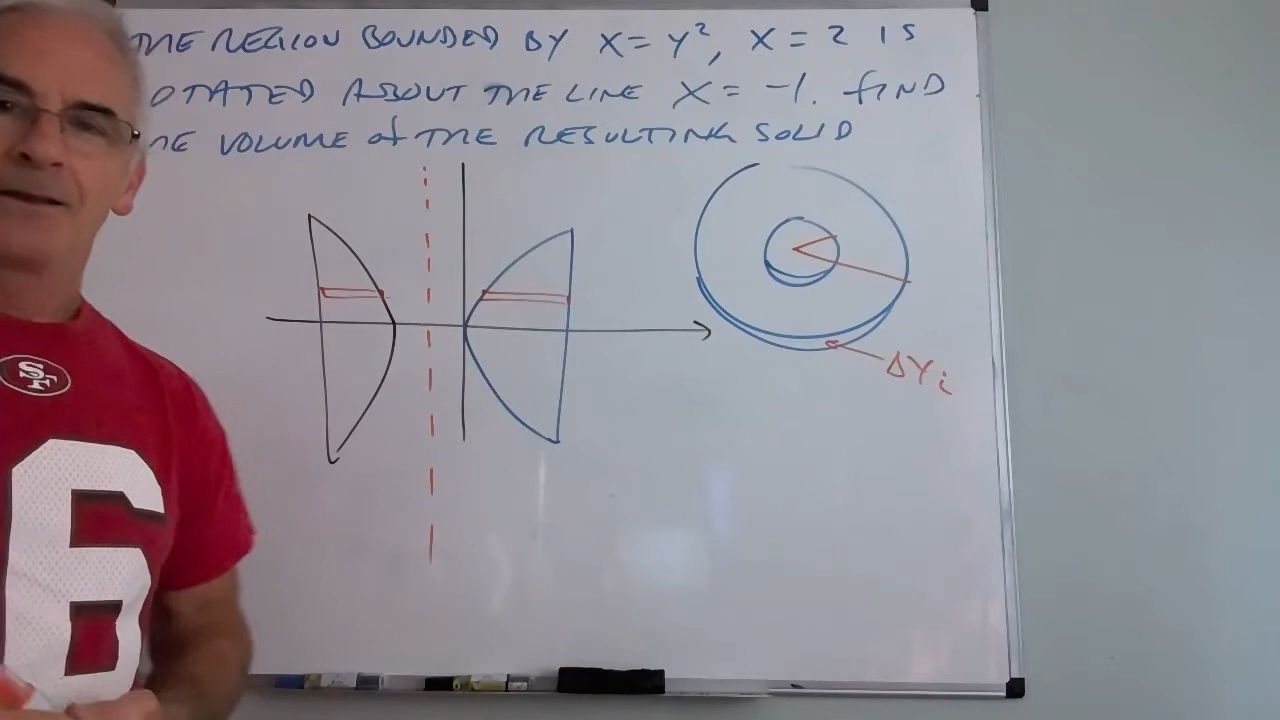 THE REGION BOUNDED BY X = Y², X = 2 IS
OTATED ABOUT THE LINE X = -1. FIND
HE VOLUME of THE RESULTING SOLID
ΔYi
SF
6